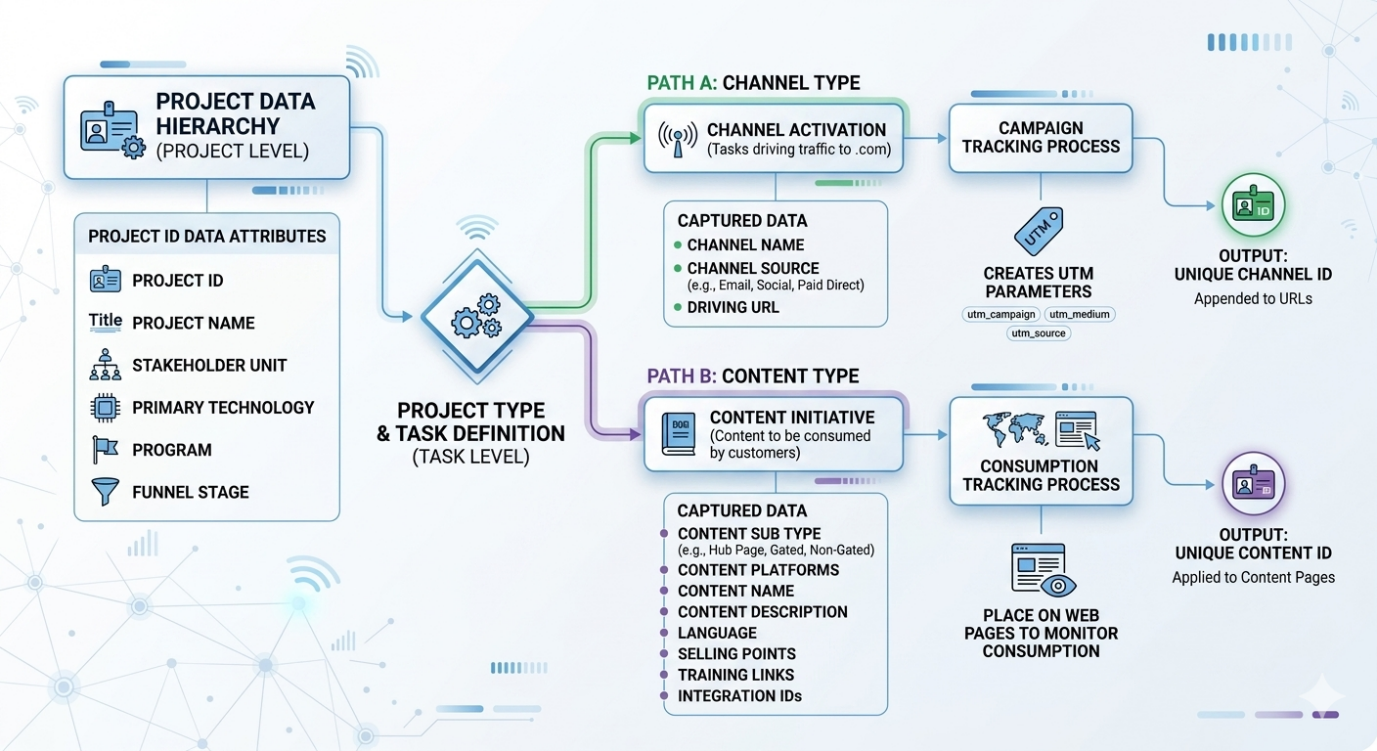 PROJECT DATA
HIERARCHY
(PROJECT LEVEL)
PROJECT ID DATA ATTRIBUTES
PROJECT ID
Title
PROJECT NAME
STAKEHOLDER UNIT
PRIMARY TECHNOLOGY
PROGRAM
FUNNEL STAGE
PROJECT TYPE
& TASK DEFINITION
(TASK LEVEL)
PATH A: CHANNEL TYPE
CHANNEL ACTIVATION
(Tasks driving traffic to .com)
CAPTURED DATA
CHANNEL NAME
CHANNEL SOURCE
(e.g., Email, Social, Paid Direct)
DRIVING URL
CAMPAIGN
TRACKING PROCESS
UTM
CREATES UTM
PARAMETERS
utm_campaign utm_medium
utm_source
ID
OUTPUT:
UNIQUE CHANNEL ID
Appended to URLs
PATH B: CONTENT TYPE
CONTENT INITIATIVE
(Content to be consumed
by customers)
CAPTURED DATA
CONTENT SUB TYPE
(e.g., Hub Page, Gated, Non-Gated)
CONTENT PLATFORMS
CONTENT NAME
CONTENT DESCRIPTION
LANGUAGE
SELLING POINTS
TRAINING LINKS
INTEGRATION IDs
CONSUMPTION
TRACKING PROCESS
PLACE ON WEB
PAGES TO MONITOR
CONSUMPTION
OUTPUT:
UNIQUE CONTENT ID
Applied to Content Pages